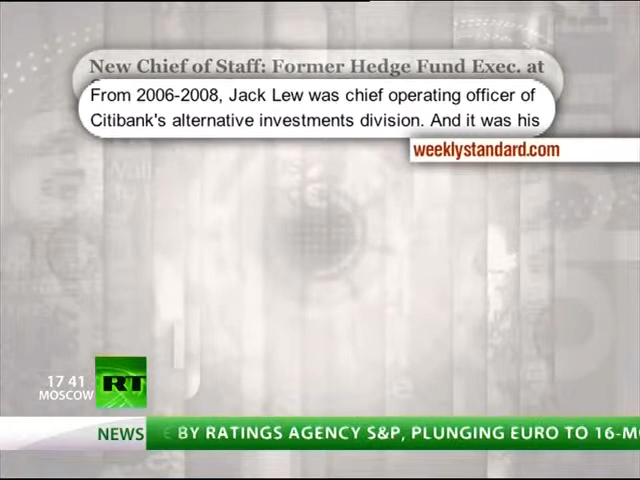 New Chief of Staff: Former Hedge Fund Exec. at
From 2006-2008, Jack Lew was chief operating officer of
Citibank's alternative investments division. And it was his
weeklystandard.com
17 41
MOSCOW
RT
NEWS
E BY RATINGS AGENCY S&P, PLUNGING EURO TO 16-MO